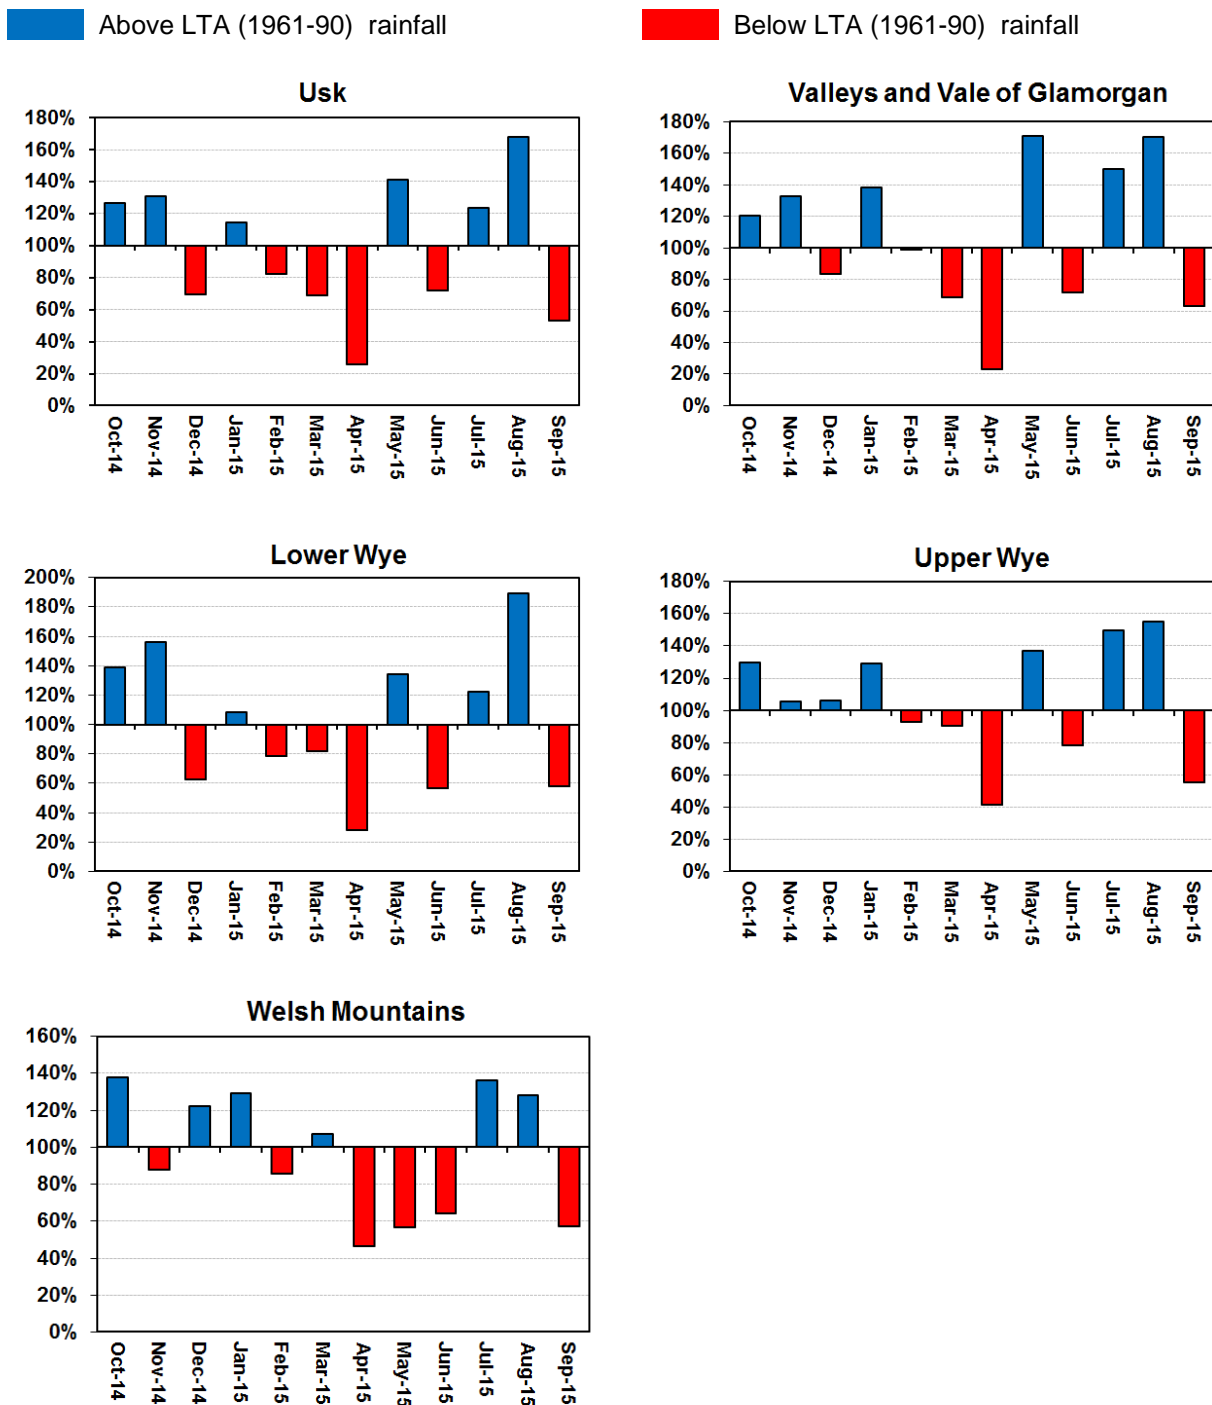 Above LTA (1961-90) rainfall
Below LTA (1961-90) rainfall
Usk
180%
160%
140%
120%
100%
80%
60%
40%
20%
0%
Oct-14
Nov-14
Dec-14
Jan-15
Feb-15
Mar-15
Apr-15
May-15
Jun-15
Jul-15
Aug-15
Sep-15
Valleys and Vale of Glamorgan
180%
160%
140%
120%
100%
80%
60%
40%
20%
0%
Oct-14
Nov-14
Dec-14
Jan-15
Feb-15
Mar-15
Apr-15
May-15
Jun-15
Jul-15
Aug-15
Sep-15
Lower Wye
200%
180%
160%
140%
120%
100%
80%
60%
40%
20%
0%
Oct-14
Nov-14
Dec-14
Jan-15
Feb-15
Mar-15
Apr-15
May-15
Jun-15
Jul-15
Aug-15
Sep-15
Upper Wye
180%
160%
140%
120%
100%
80%
60%
40%
20%
0%
Oct-14
Nov-14
Dec-14
Jan-15
Feb-15
Mar-15
Apr-15
May-15
Jun-15
Jul-15
Aug-15
Sep-15
Welsh Mountains
160%
140%
120%
100%
80%
60%
40%
20%
0%
Oct-14
Nov-14
Dec-14
Jan-15
Feb-15
Mar-15
Apr-15
May-15
Jun-15
Jul-15
Aug-15
Sep-15